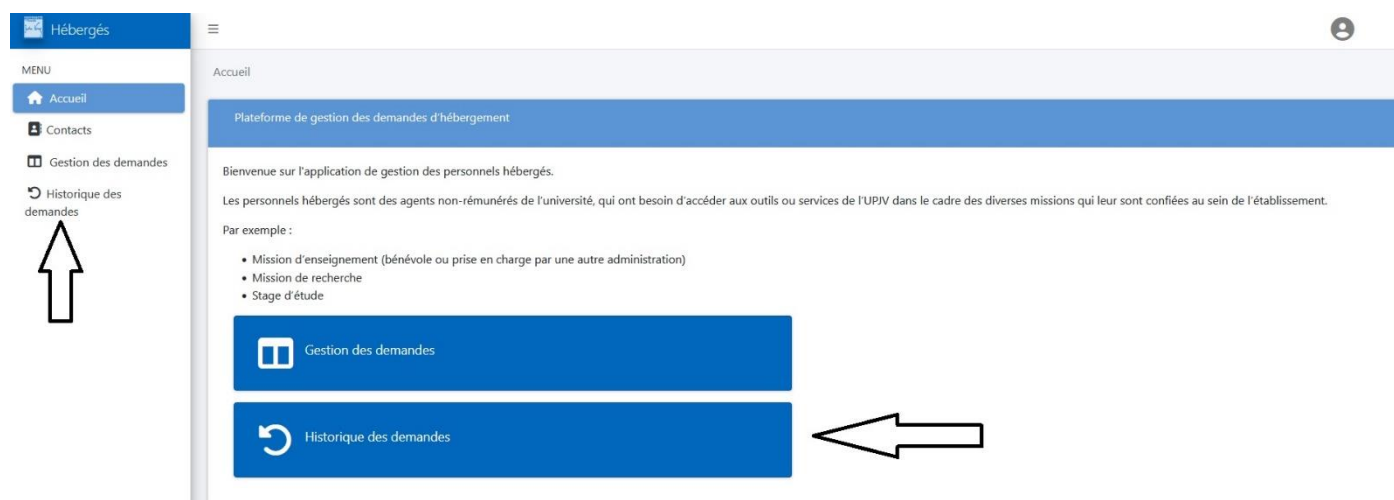 Hébergés
MENU
Accueil
Contacts
Gestion des demandes
Historique des
demandes
Accueil
Plateforme de gestion des demandes d'hébergement
Bienvenue sur l'application de gestion des personnels hébergés.
Les personnels hébergés sont des agents non-rémunérés de l'université, qui ont besoin d'accéder aux outils ou services de l'UPJV dans le cadre des diverses missions qui leur sont confiées au sein de l'établissement.
Par exemple :
• Mission d'enseignement (bénévole ou prise en charge par une autre administration)
• Mission de recherche
• Stage d'étude
Gestion des demandes
Historique des demandes